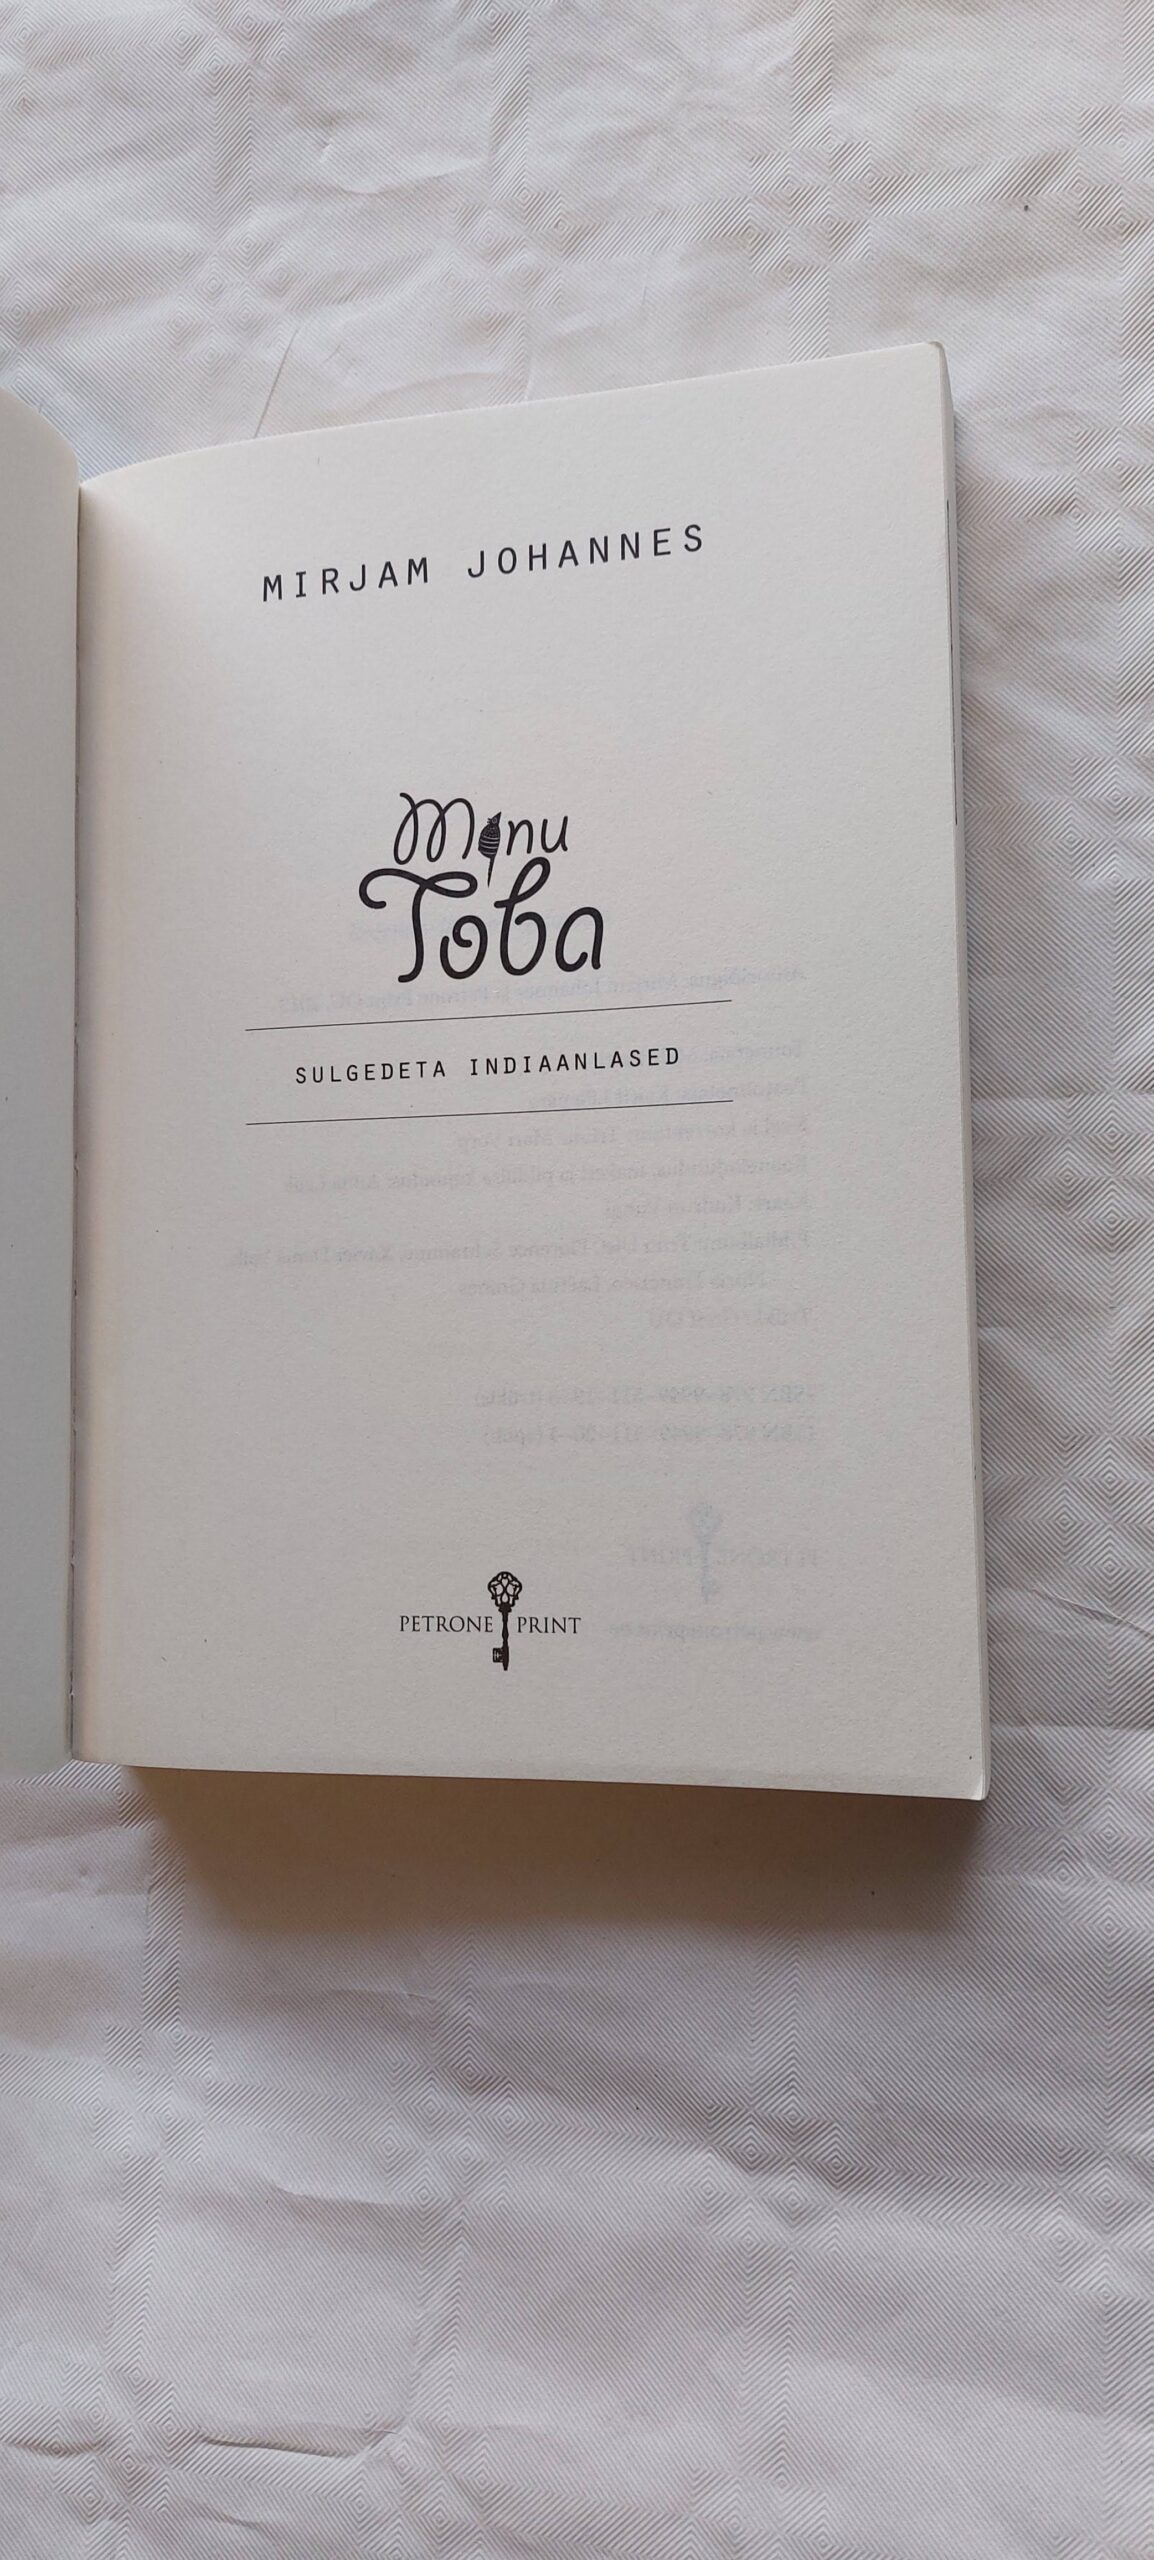 MIRJAM JOHANNES
Minu
Toba
SULGEDETA INDIAANLASED
PETRONE PRINT